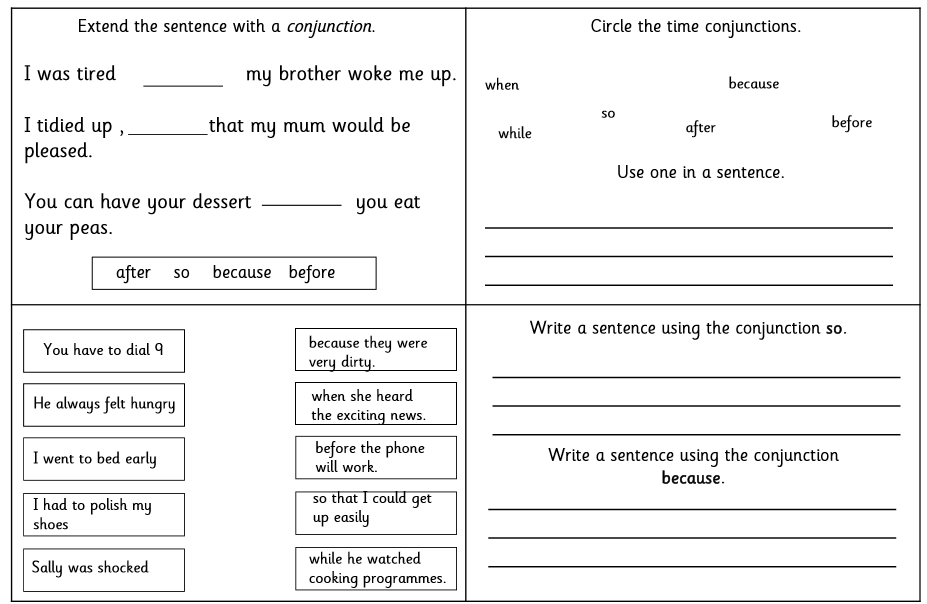 Extend the sentence with a conjunction.
I was tired ________ my brother woke me up.
I tidied up , ________ that my mum would be
pleased.
You can have your dessert ________ you eat
your peas.
after so because before
Circle the time conjunctions.
when because
so
while after before
Use one in a sentence.
You have to dial 9
He always felt hungry
I went to bed early
I had to polish my
shoes
Sally was shocked
because they were
very dirty.
when she heard
the exciting news.
before the phone
will work.
so that I could get
up easily
while he watched
cooking programmes.
Write a sentence using the conjunction so.
Write a sentence using the conjunction
because.